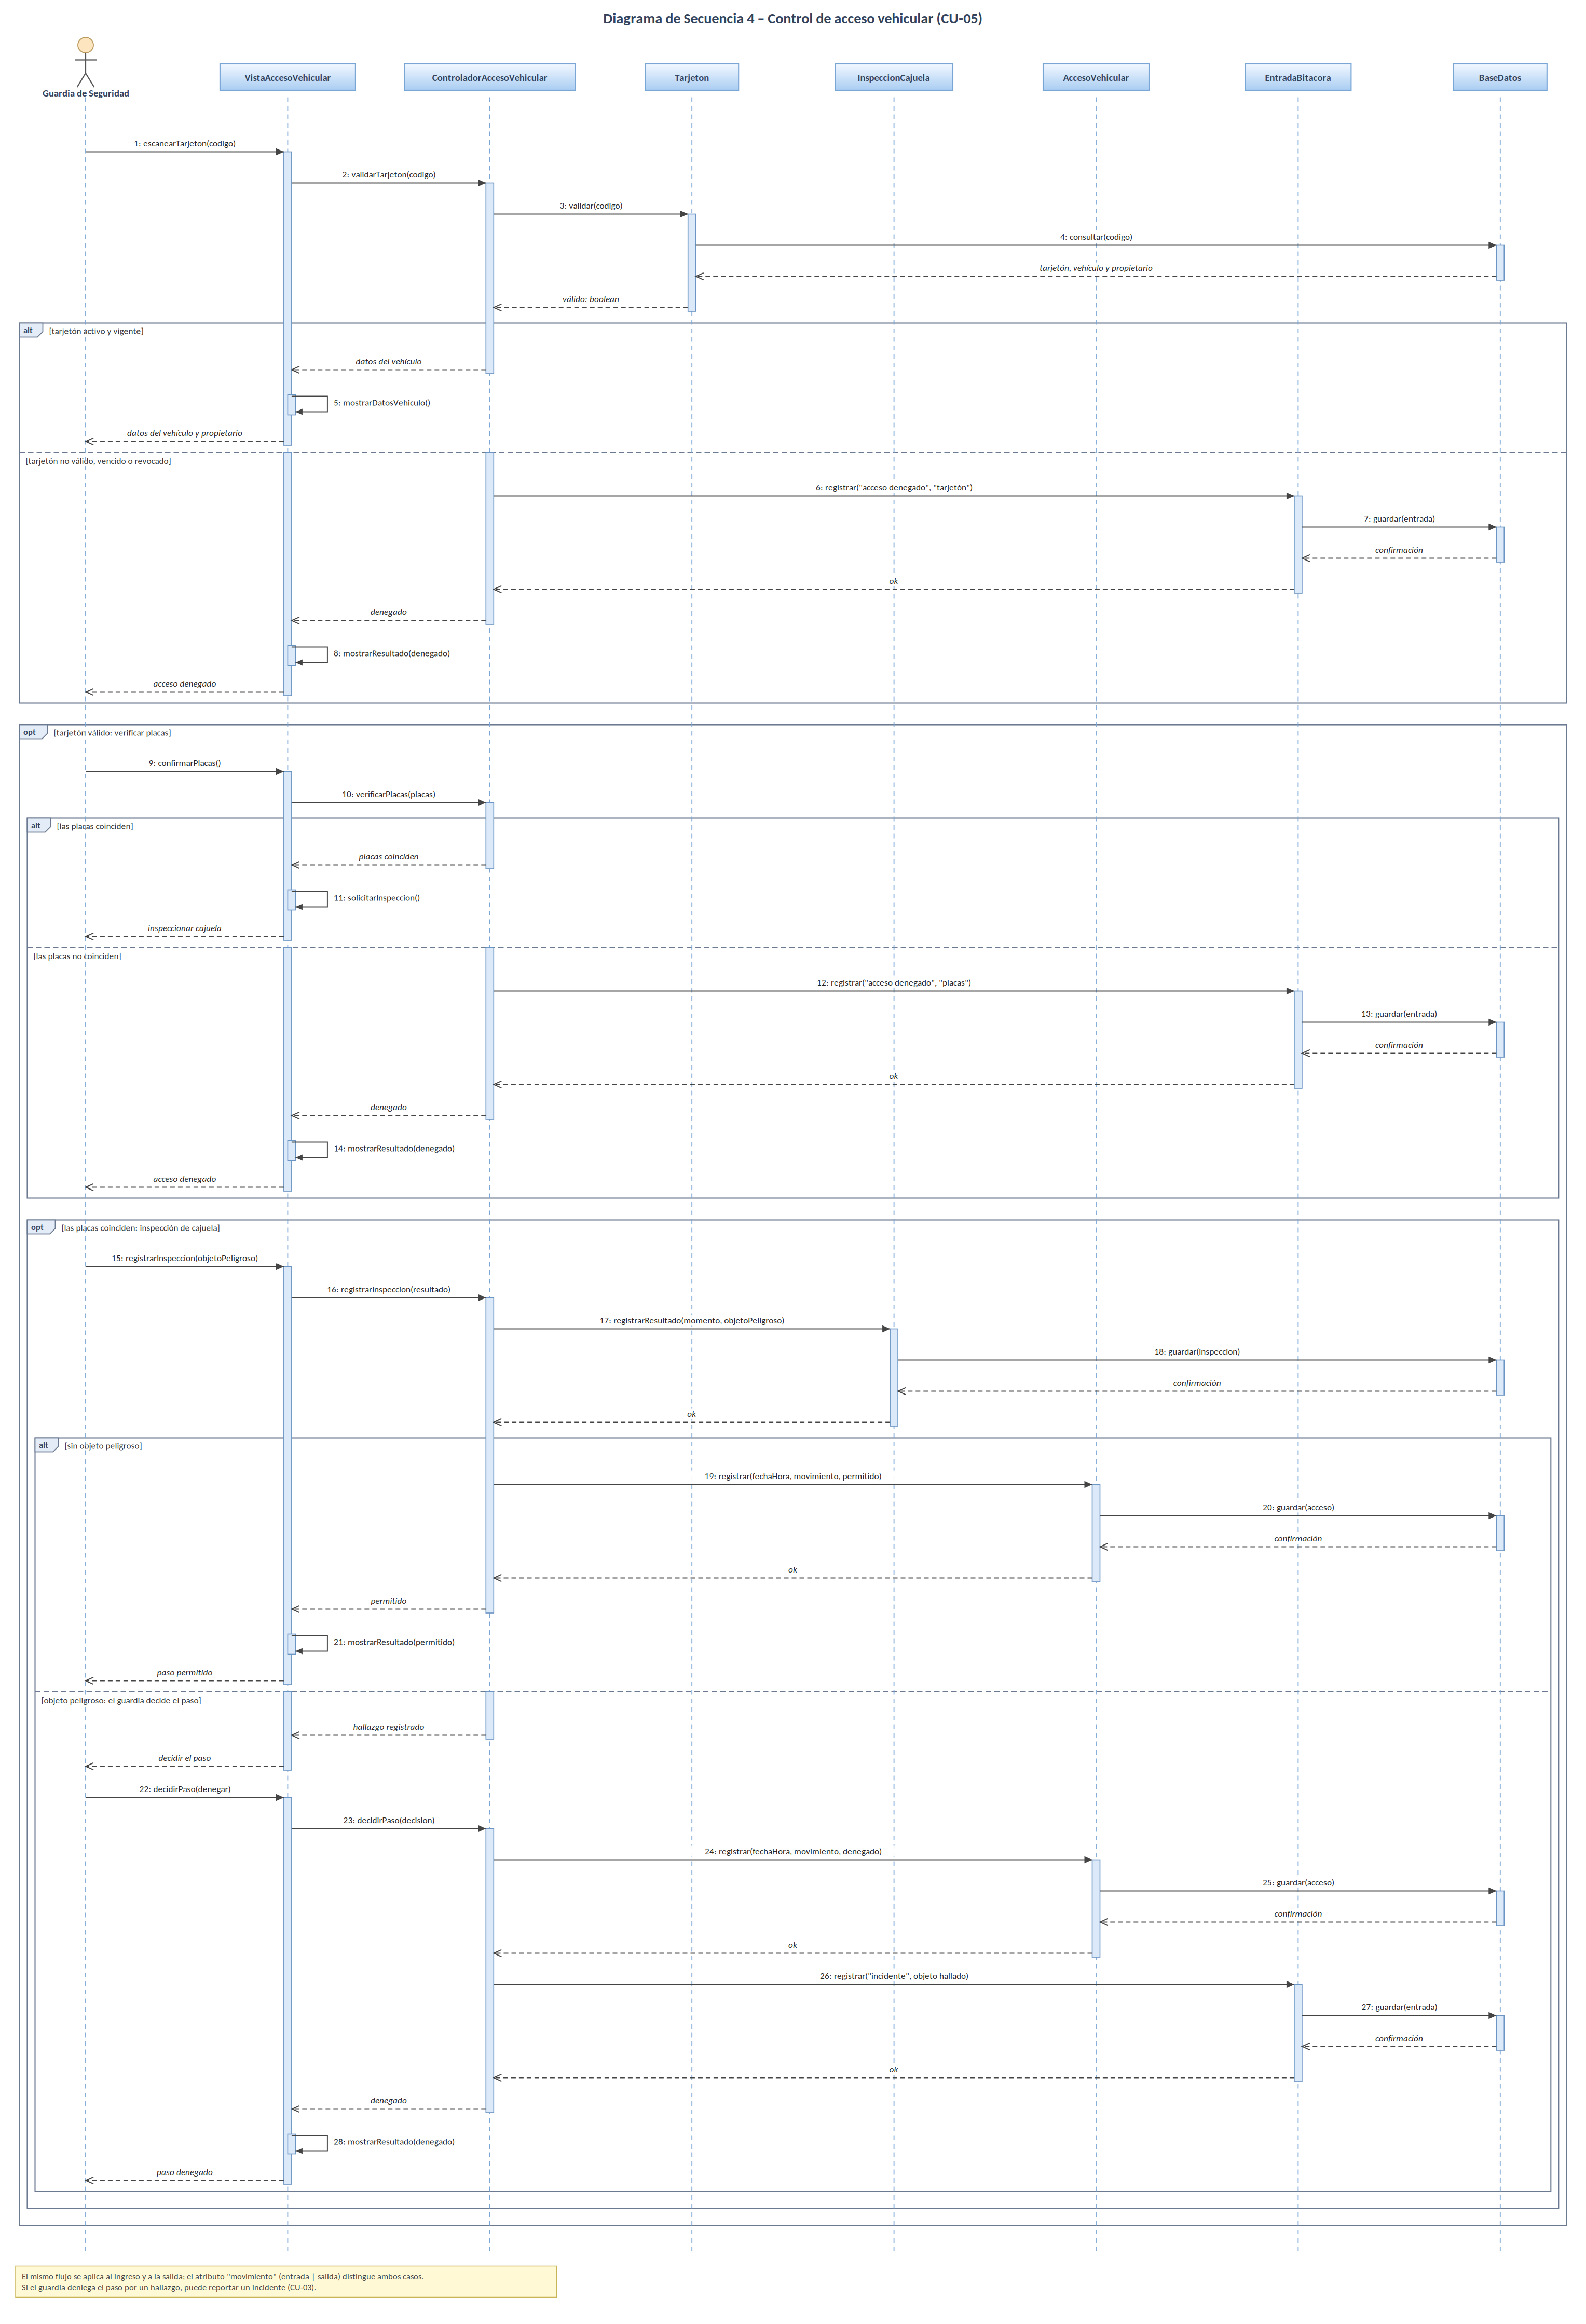 Diagrama de Secuencia 4 – Control de acceso vehicular (CU-05)
Guardia de Seguridad
VistaAccesoVehicular
ControladorAccesoVehicular
Tarjeton
InspeccionCajuela
AccesoVehicular
EntradaBitacora
BaseDatos
1: escanearTarjeton(codigo)
2: validarTarjeton(codigo)
3: validar(codigo)
4: consultar(codigo)
tarjetón, vehículo y propietario
válido: boolean
alt [tarjetón activo y vigente]
datos del vehículo
5: mostrarDatosVehiculo()
datos del vehículo y propietario
[tarjetón no válido, vencido o revocado]
6: registrar("acceso denegado", "tarjetón")
7: guardar(entrada)
confirmación
ok
denegado
8: mostrarResultado(denegado)
acceso denegado
opt [tarjetón válido: verificar placas]
9: confirmarPlacas()
10: verificarPlacas(placas)
alt [las placas coinciden]
placas coinciden
11: solicitarInspeccion()
inspeccionar cajuela
[las placas no coinciden]
12: registrar("acceso denegado", "placas")
13: guardar(entrada)
confirmación
ok
denegado
14: mostrarResultado(denegado)
acceso denegado
opt [las placas coinciden: inspección de cajuela]
15: registrarInspeccion(objetoPeligroso)
16: registrarInspeccion(resultado)
17: registrarResultado(momento, objetoPeligroso)
18: guardar(inspeccion)
confirmación
ok
alt [sin objeto peligroso]
19: registrar(fechaHora, movimiento, permitido)
20: guardar(acceso)
confirmación
ok
permitido
21: mostrarResultado(permitido)
paso permitido
[objeto peligroso: el guardia decide el paso]
hallazgo registrado
decidir el paso
22: decidirPaso(denegar)
23: decidirPaso(decision)
24: registrar(fechaHora, movimiento, denegado)
25: guardar(acceso)
confirmación
ok
26: registrar("incidente", objeto hallado)
27: guardar(entrada)
confirmación
ok
denegado
28: mostrarResultado(denegado)
paso denegado
El mismo flujo se aplica al ingreso y a la salida; el atributo "movimiento" (entrada | salida) distingue ambos casos.
Si el guardia deniega el paso por un hallazgo, puede reportar un incidente (CU-03).